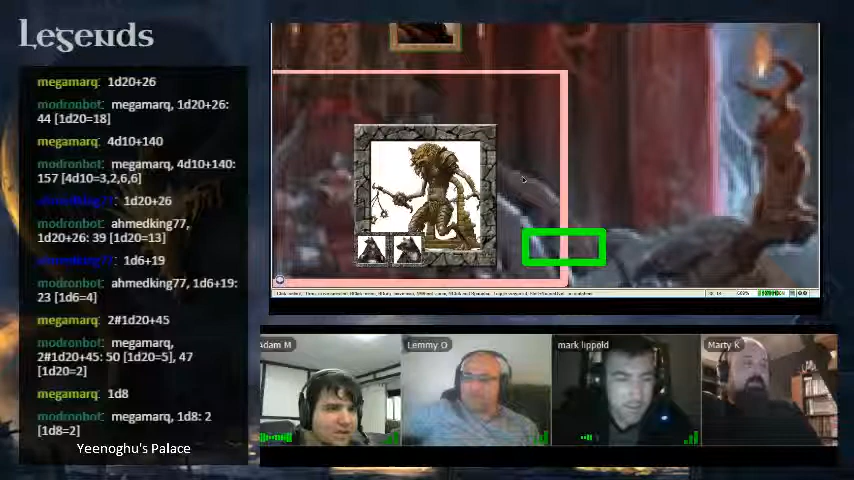 Legends
megamarq: 1d20+26
modronbot: megamarq, 1d20+26:
44 [1d20=18]
megamarq: 4d10+140
modronbot: megamarq, 4d10+140:
157 [4d10=3,2,6,6]
ahmedking77: 1d20+26
modronbot: ahmedking77,
1d20+26: 39 [1d20=13]
ahmedking77: 1d6+19
modronbot: ahmedking77, 1d6+19:
23 [1d6=4]
megamarq: 2#1d20+45
modronbot: megamarq,
2#1d20+45: 50 [1d20=5], 47
[1d20=2]
megamarq: 1d8
modronbot: megamarq, 1d8: 2
[1d8=2]
Yeenoghu's Palace
Adam M
Lemmy O
mark lippold
Marty K